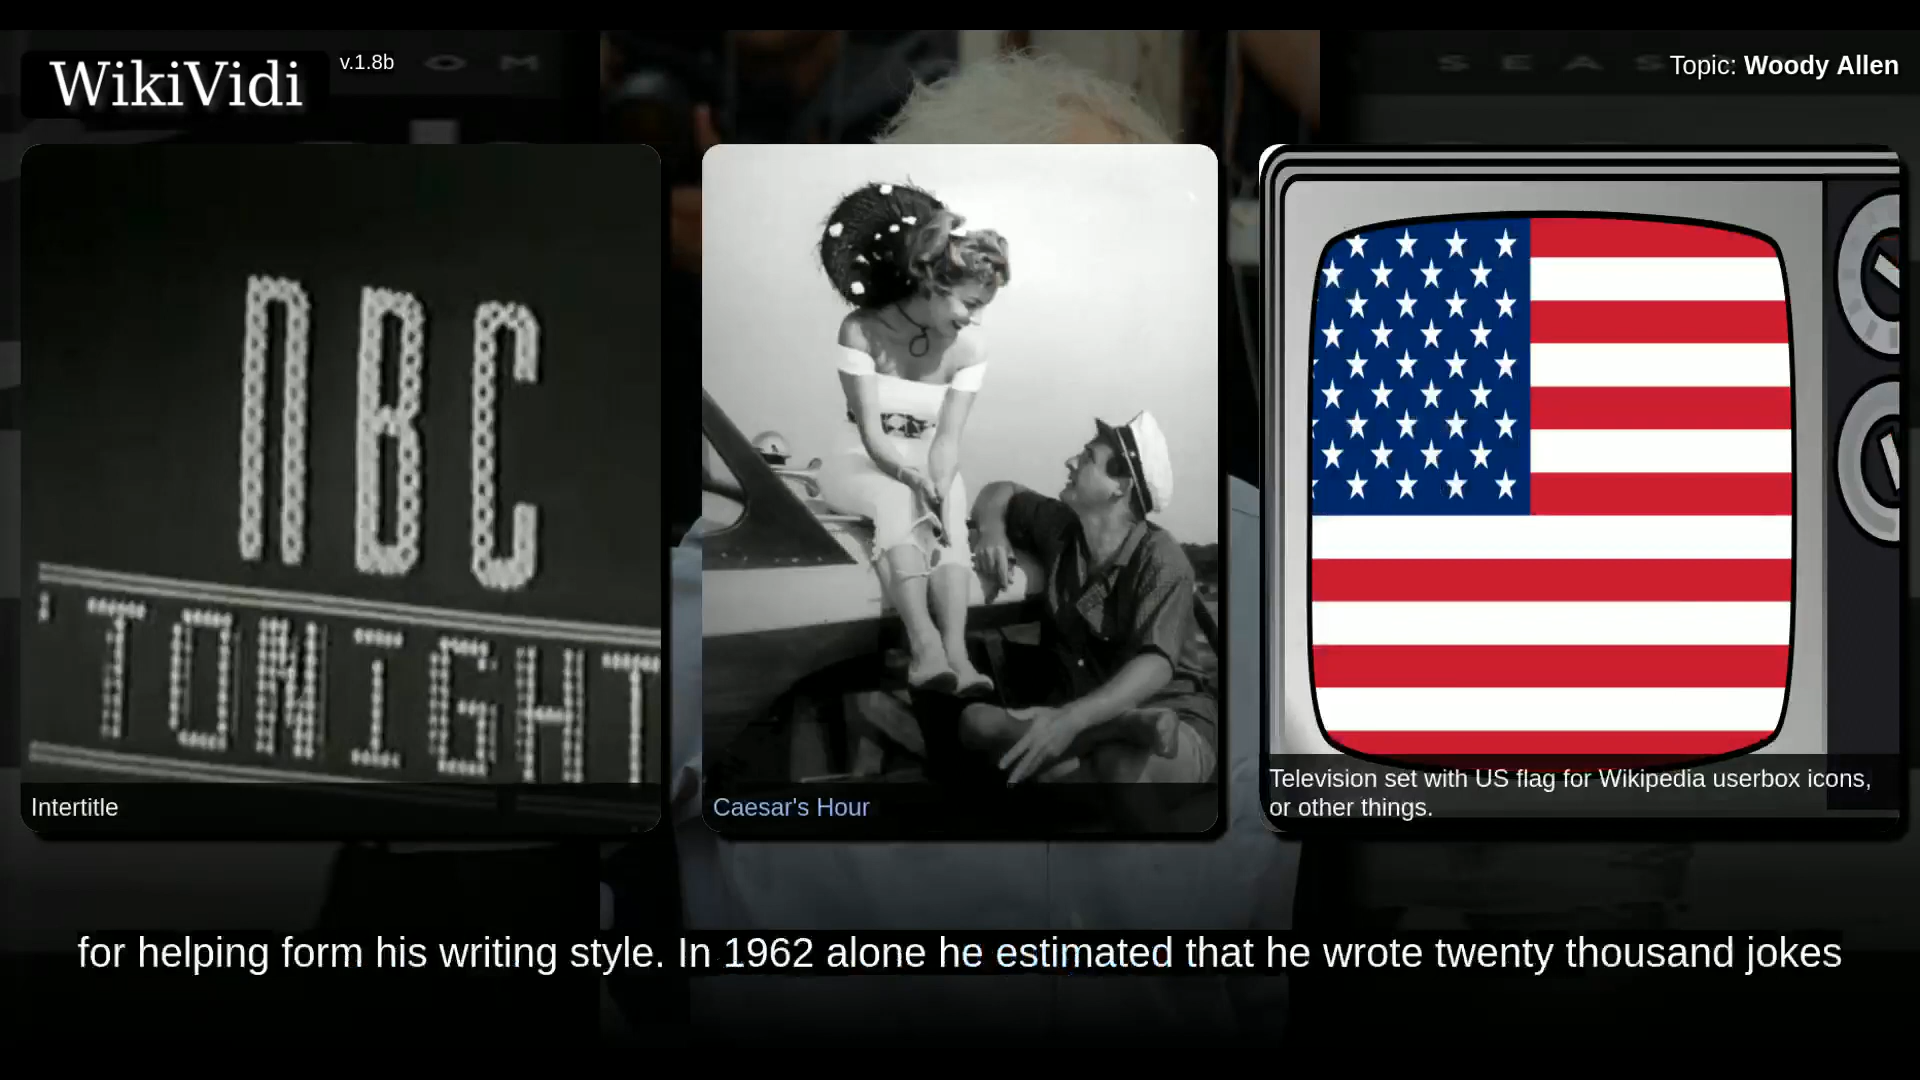 WikiVidi
v.1.8b
Topic: Woody Allen
NBC
'TONIGHT
Intertitle
Caesar's Hour
Television set with US flag for Wikipedia userbox icons,
or other things.
for helping form his writing style. In 1962 alone he estimated that he wrote twenty thousand jokes